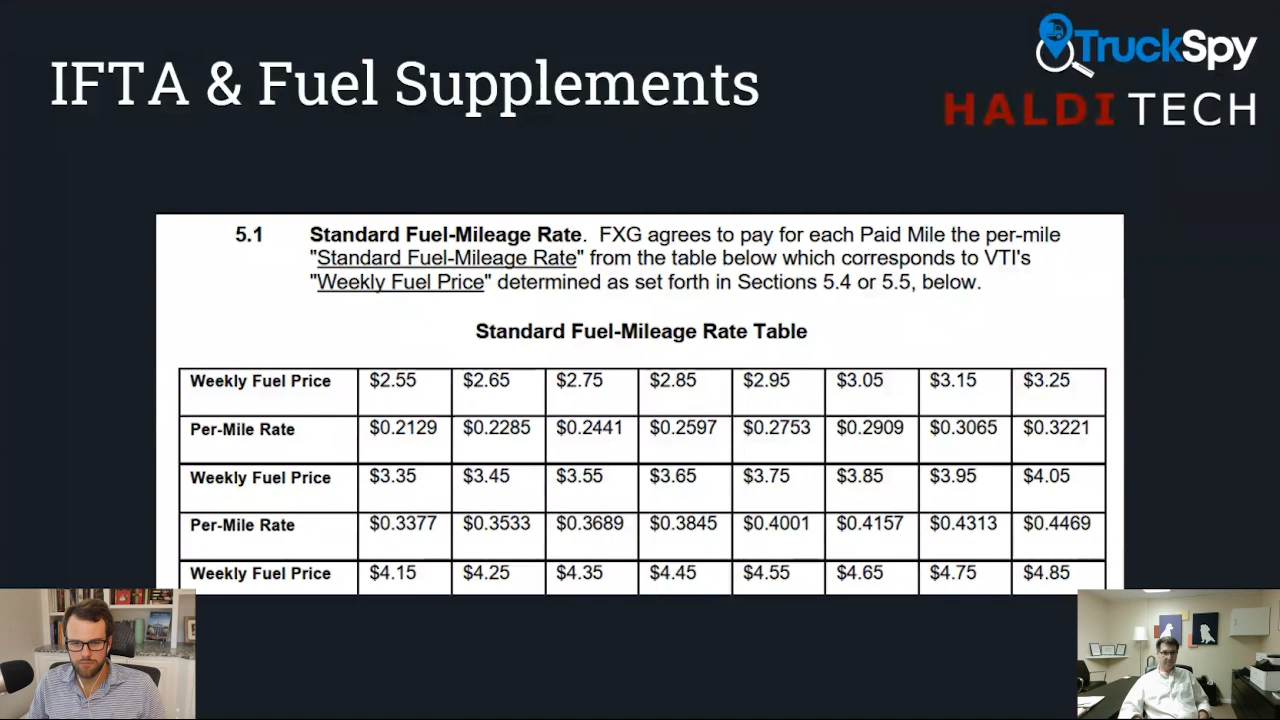 IFTA & Fuel Supplements
TruckSpy
HALDI TECH
5.1 Standard Fuel-Mileage Rate. FXG agrees to pay for each Paid Mile the per-mile
"Standard Fuel-Mileage Rate" from the table below which corresponds to VTI's
"Weekly Fuel Price" determined as set forth in Sections 5.4 or 5.5, below.
Standard Fuel-Mileage Rate Table
Weekly Fuel Price $2.55 $2.65 $2.75 $2.85 $2.95 $3.05 $3.15 $3.25
Per-Mile Rate $0.2129 $0.2285 $0.2441 $0.2597 $0.2753 $0.2909 $0.3065 $0.3221
Weekly Fuel Price $3.35 $3.45 $3.55 $3.65 $3.75 $3.85 $3.95 $4.05
Per-Mile Rate $0.3377 $0.3533 $0.3689 $0.3845 $0.4001 $0.4157 $0.4313 $0.4469
Weekly Fuel Price $4.15 $4.25 $4.35 $4.45 $4.55 $4.65 $4.75 $4.85